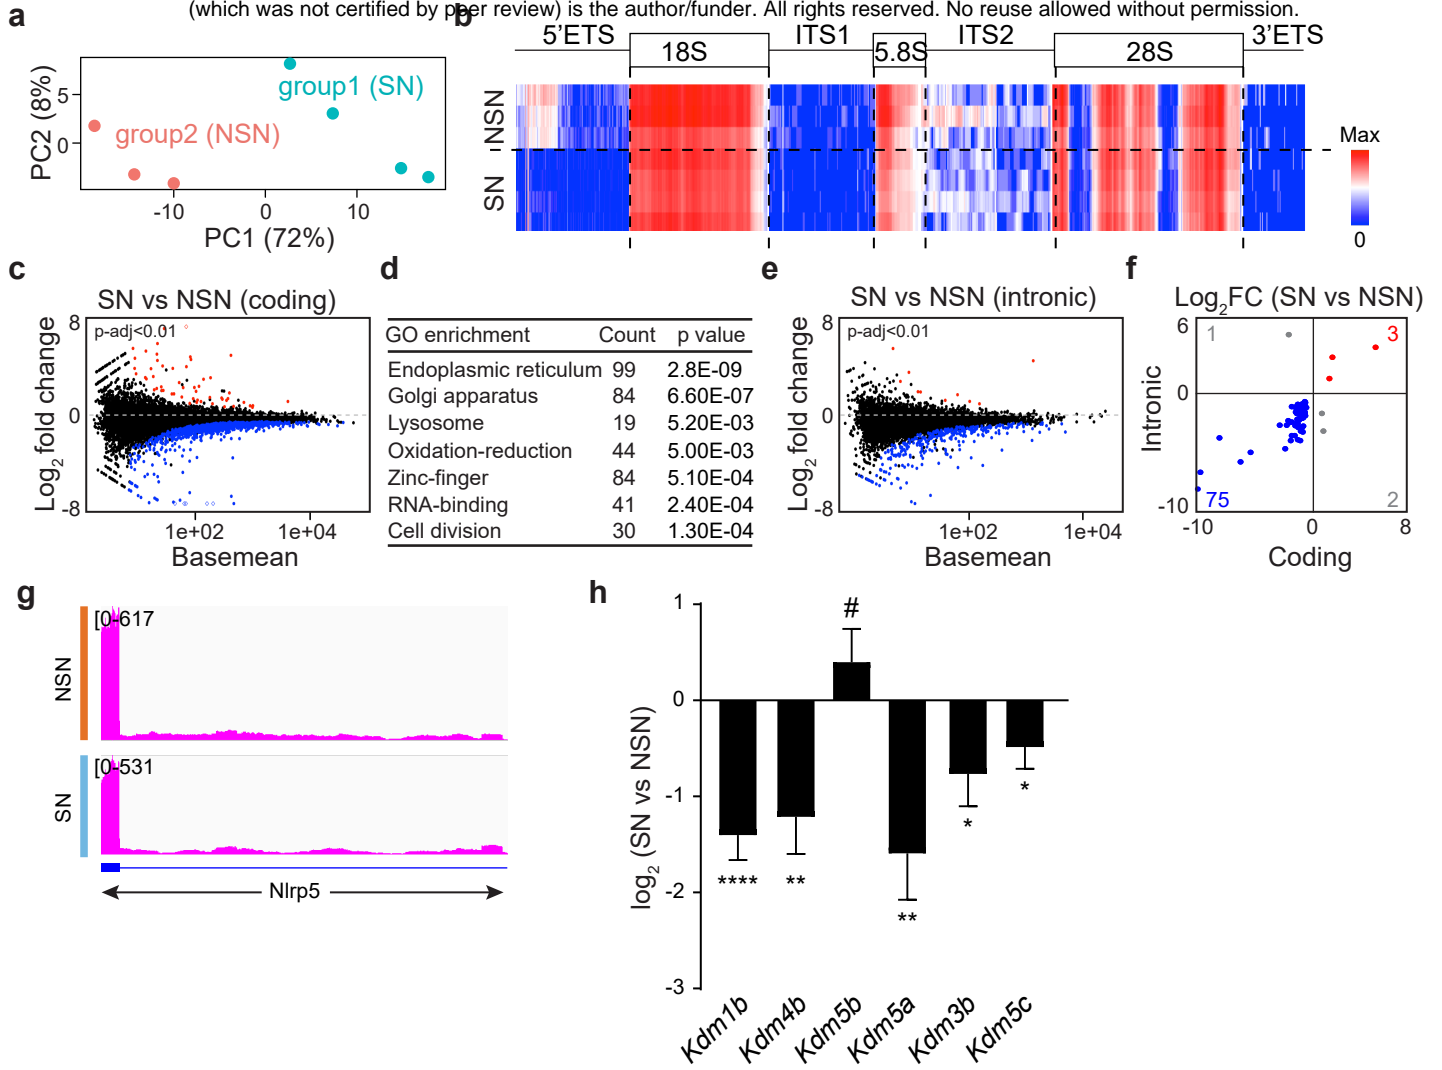 (which was not certified by peer review) is the author/funder. All rights reserved. No reuse allowed without permission.
a
PC2 (8%)
5
0
group1 (SN)
group2 (NSN)
-10
0
10
PC1 (72%)
b
5'ETS
18S
ITS1
5.8S
ITS2
28S
3'ETS
NSN
SN
Max
0
c
SN vs NSN (coding)
8
p-adj<0.01
0
-8
Log2 fold change
1e+02
1e+04
Basemean
d
GO enrichment Count p value
Endoplasmic reticulum 99 2.8E-09
Golgi apparatus 84 6.60E-07
Lysosome 19 5.20E-03
Oxidation-reduction 44 5.00E-03
Zinc-finger 84 5.10E-04
RNA-binding 41 2.40E-04
Cell division 30 1.30E-04
e
SN vs NSN (intronic)
8
p-adj<0.01
0
-8
Log2 fold change
1e+02
1e+04
Basemean
f
Log2FC (SN vs NSN)
6
1
3
0
Intronic
75
2
-10
-10
0
8
Coding
g
[0-617
NSN
[0-531
SN
Nlrp5
h
1
#
0
-1
-2
-3
log2 (SN vs NSN)
****
**
**
*
*
Kdm1b
Kdm4b
Kdm5b
Kdm5a
Kdm3b
Kdm5c